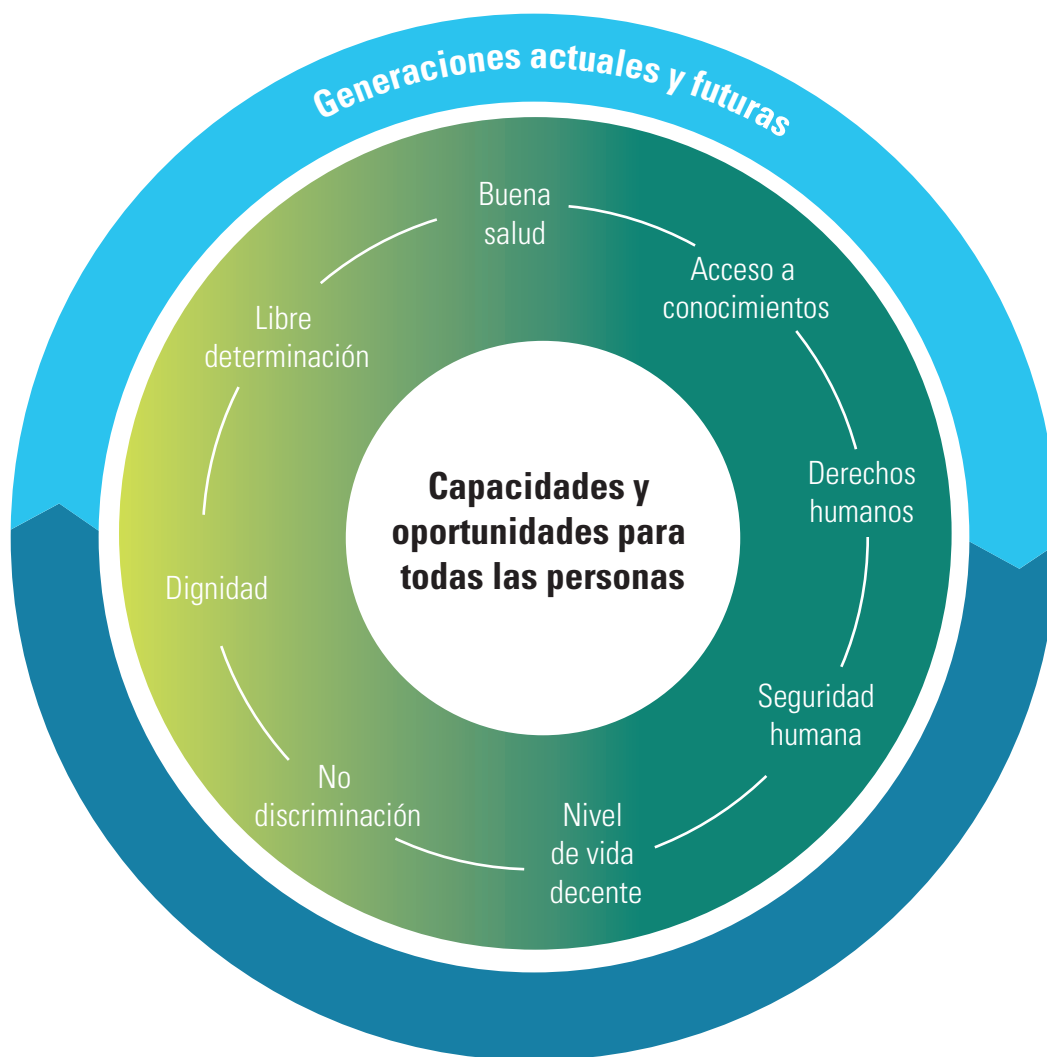 Generaciones actuales y futuras
Buena
salud
Acceso a
conocimientos
Derechos
humanos
Seguridad
humana
Nivel
de vida
decente
No
discriminación
Dignidad
Libre
determinación
Capacidades y
oportunidades para
todas las personas